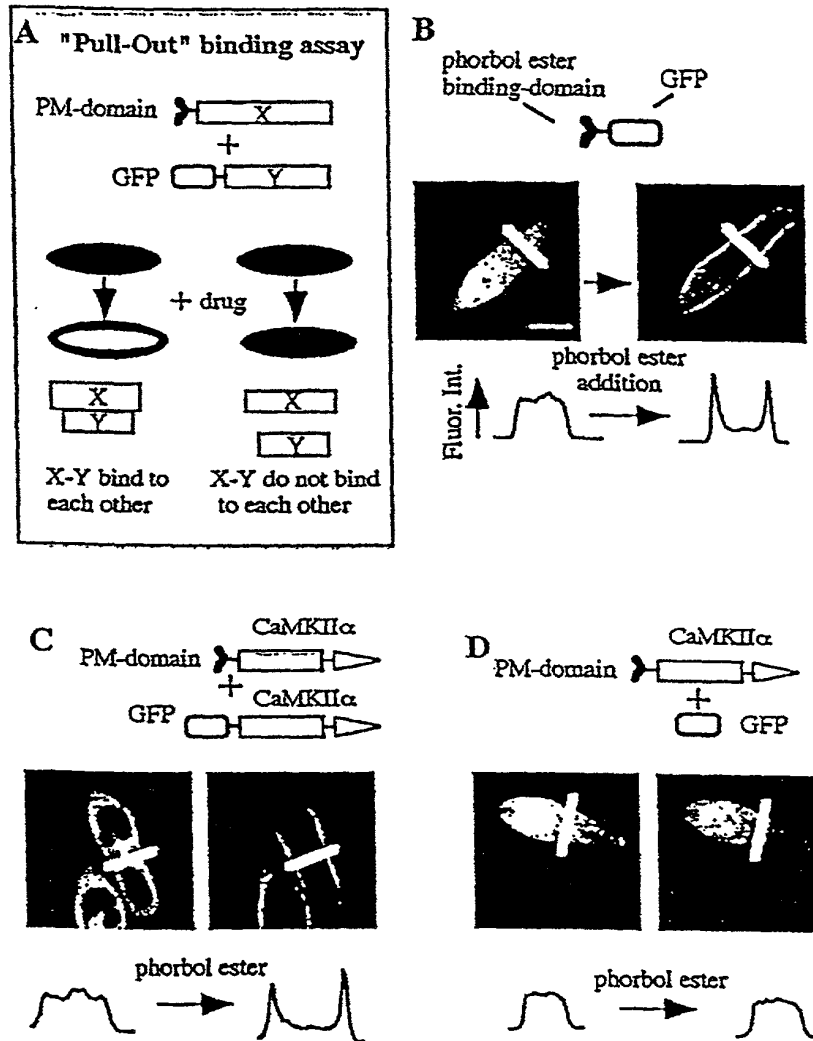 A
"Pull-Out" binding assay
PM-domain
X
+
GFP
Y
+ drug
X
Y
X-Y bind to
each other
X
Y
X-Y do not bind
to each other
B
phorbol ester
binding-domain
GFP
Fluor. Int.
phorbol ester
addition
C
CaMKIIα
PM-domain
+
CaMKIIα
GFP
phorbol ester
D
CaMKIIα
PM-domain
+
GFP
phorbol ester